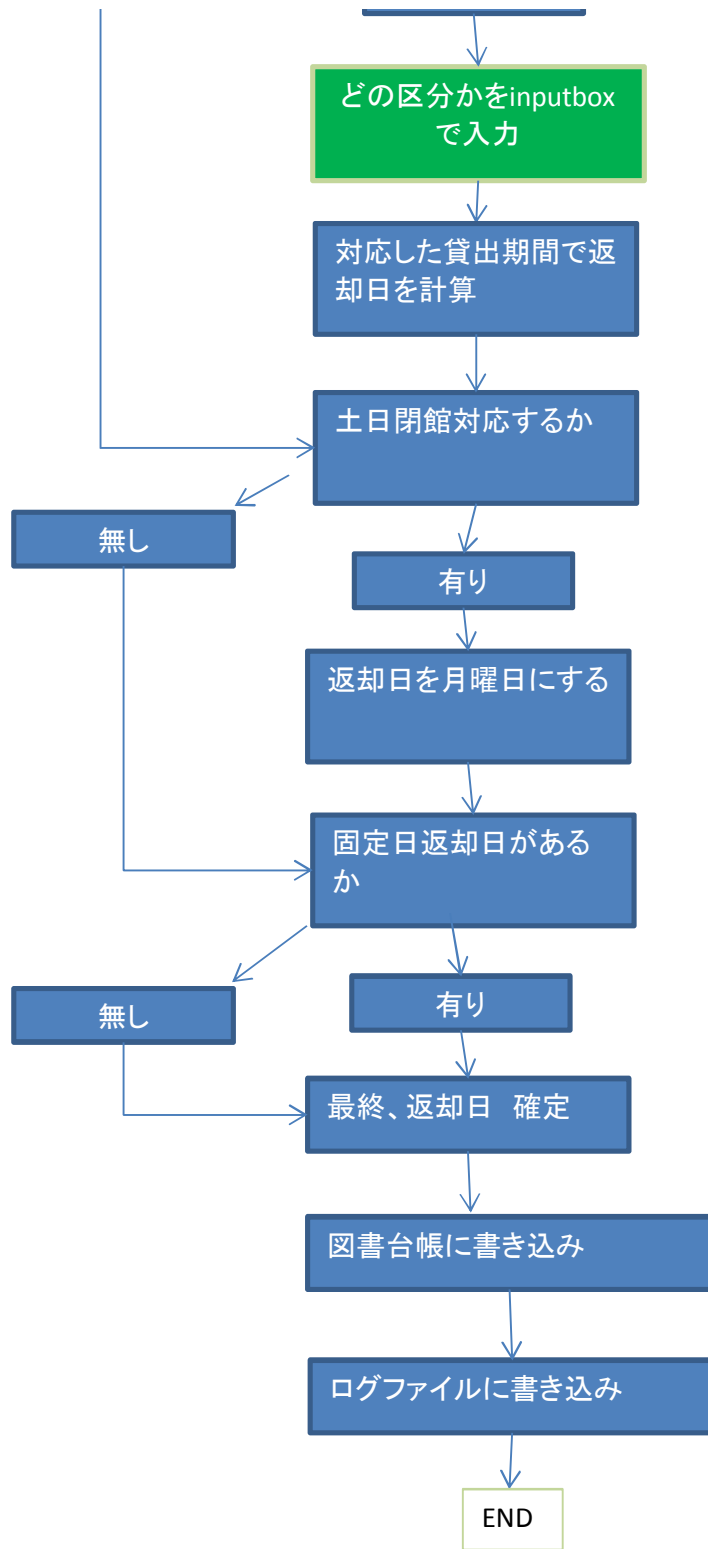 どの区分かをinputbox
で入力
対応した貸出期間で返
却日を計算
土日閉館対応するか
無し
有り
返却日を月曜日にする
固定日返却日がある
か
無し
有り
最終、返却日　確定
図書台帳に書き込み
ログファイルに書き込み
END